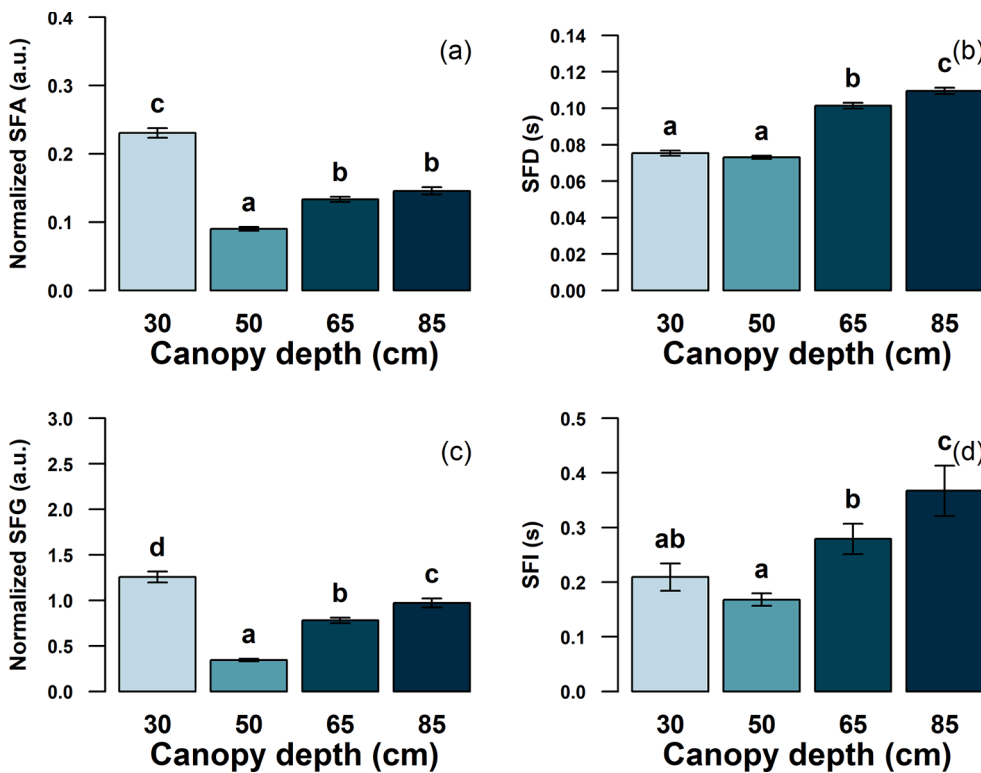 (a)
Normalized SFA (a.u.)
0.4
0.3
0.2
0.1
0.0
c
a
b
b
30 50 65 85
Canopy depth (cm)
(b)
SFD (s)
0.14
0.12
0.10
0.08
0.06
0.04
0.02
0.00
a
a
b
c
30 50 65 85
Canopy depth (cm)
(c)
Normalized SFG (a.u.)
3.0
2.5
2.0
1.5
1.0
0.5
0.0
d
a
b
c
30 50 65 85
Canopy depth (cm)
(d)
SFI (s)
0.5
0.4
0.3
0.2
0.1
0.0
ab
a
b
c
30 50 65 85
Canopy depth (cm)